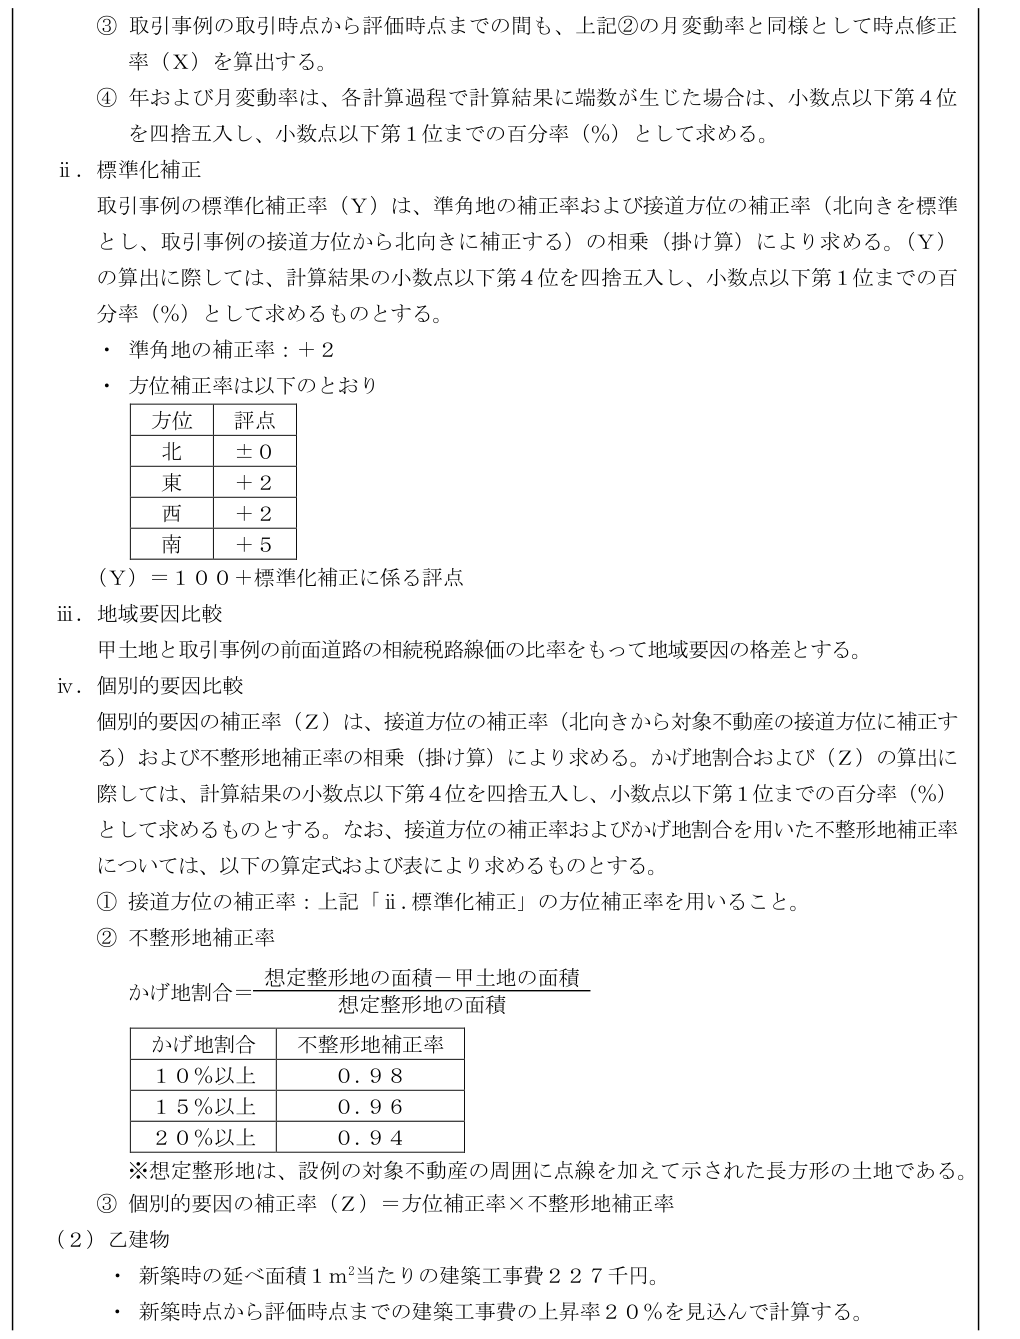 ③ 取引事例の取引時点から評価時点までの間も、上記②の月変動率と同様として時点修正
率（Ｘ）を算出する。
④ 年および月変動率は、各計算過程で計算結果に端数が生じた場合は、小数点以下第４位
を四捨五入し、小数点以下第１位までの百分率（％）として求める。
ⅱ．標準化補正
取引事例の標準化補正率（Ｙ）は、準角地の補正率および接道方位の補正率（北向きを標準
とし、取引事例の接道方位から北向きに補正する）の相乗（掛け算）により求める。（Ｙ）
の算出に際しては、計算結果の小数点以下第４位を四捨五入し、小数点以下第１位までの百
分率（％）として求めるものとする。
・ 準角地の補正率：＋２
・ 方位補正率は以下のとおり
方位 評点
北 ±０
東 ＋２
西 ＋２
南 ＋５
（Ｙ）＝１００＋標準化補正に係る評点
ⅲ．地域要因比較
甲土地と取引事例の前面道路の相続税路線価の比率をもって地域要因の格差とする。
ⅳ．個別的要因比較
個別的要因の補正率（Ｚ）は、接道方位の補正率（北向きから対象不動産の接道方位に補正す
る）および不整形地補正率の相乗（掛け算）により求める。かげ地割合および（Ｚ）の算出に
際しては、計算結果の小数点以下第４位を四捨五入し、小数点以下第１位までの百分率（％）
として求めるものとする。なお、接道方位の補正率およびかげ地割合を用いた不整形地補正率
については、以下の算定式および表により求めるものとする。
① 接道方位の補正率：上記「ⅱ.標準化補正」の方位補正率を用いること。
② 不整形地補正率
想定整形地の面積－甲土地の面積
かげ地割合＝
想定整形地の面積
かげ地割合 不整形地補正率
１０％以上 ０.９８
１５％以上 ０.９６
２０％以上 ０.９４
※想定整形地は、設例の対象不動産の周囲に点線を加えて示された長方形の土地である。
③ 個別的要因の補正率（Ｚ）＝方位補正率×不整形地補正率
（２）乙建物
・ 新築時の延べ面積１m²当たりの建築工事費２２７千円。
・ 新築時点から評価時点までの建築工事費の上昇率２０％を見込んで計算する。